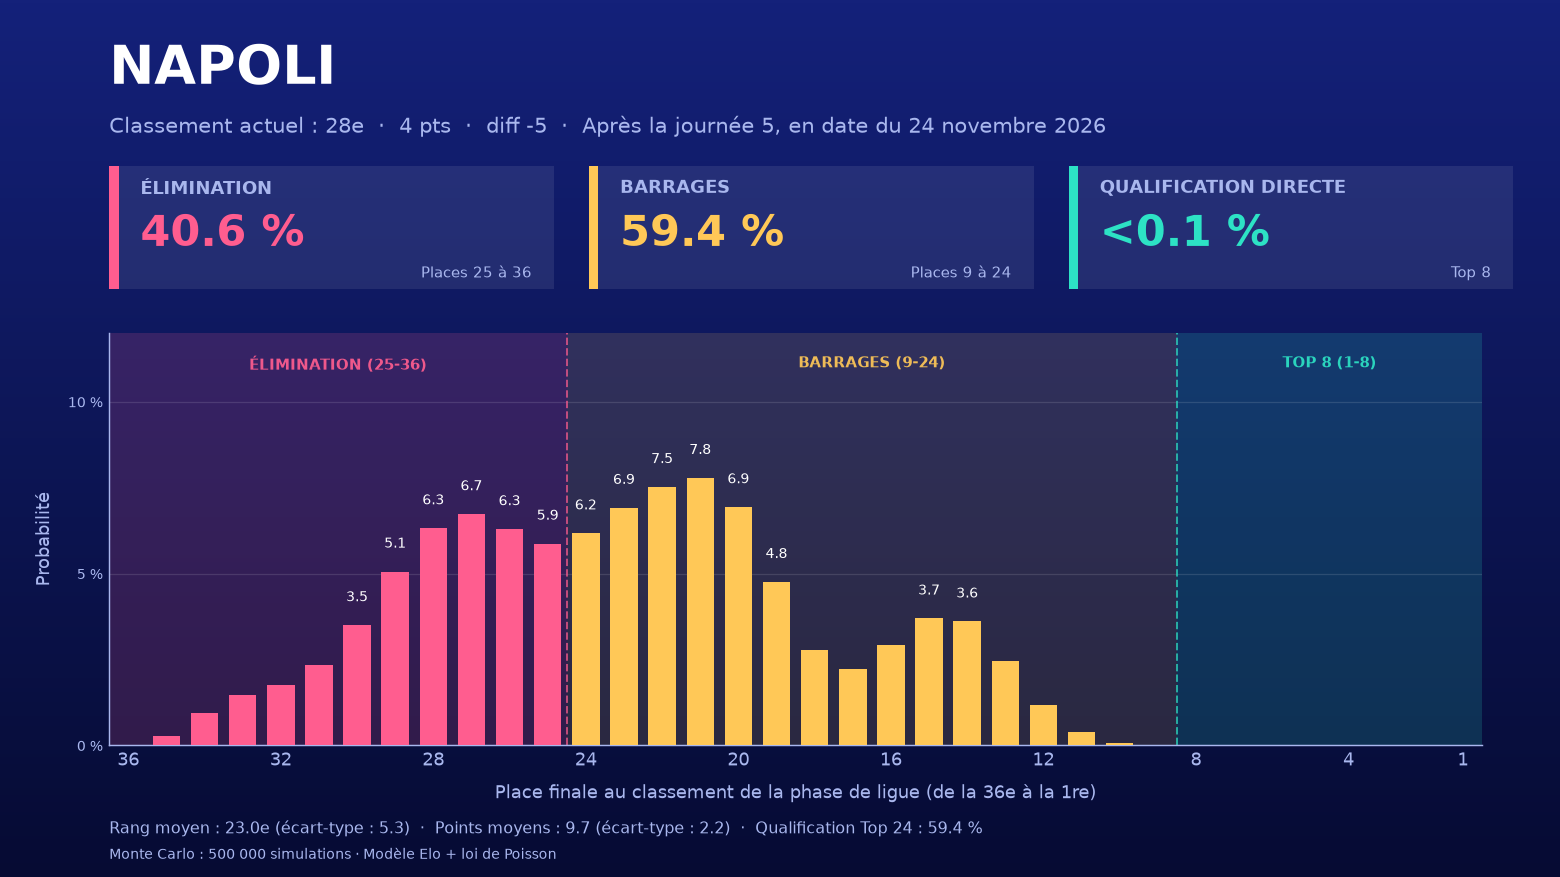 NAPOLI
Classement actuel : 28e · 4 pts · diff -5 · Après la journée 5, en date du 24 novembre 2026
ÉLIMINATION
40.6 %
Places 25 à 36
BARRAGES
59.4 %
Places 9 à 24
QUALIFICATION DIRECTE
<0.1 %
Top 8
ÉLIMINATION (25-36)
BARRAGES (9-24)
TOP 8 (1-8)
Probabilité
10 %
5 %
0 %
3.5
5.1
6.3
6.7
6.3
5.9
6.2
6.9
7.5
7.8
6.9
4.8
3.7
3.6
36 32 28 24 20 16 12 8 4 1
Place finale au classement de la phase de ligue (de la 36e à la 1re)
Rang moyen : 23.0e (écart-type : 5.3) · Points moyens : 9.7 (écart-type : 2.2) · Qualification Top 24 : 59.4 %
Monte Carlo : 500 000 simulations · Modèle Elo + loi de Poisson